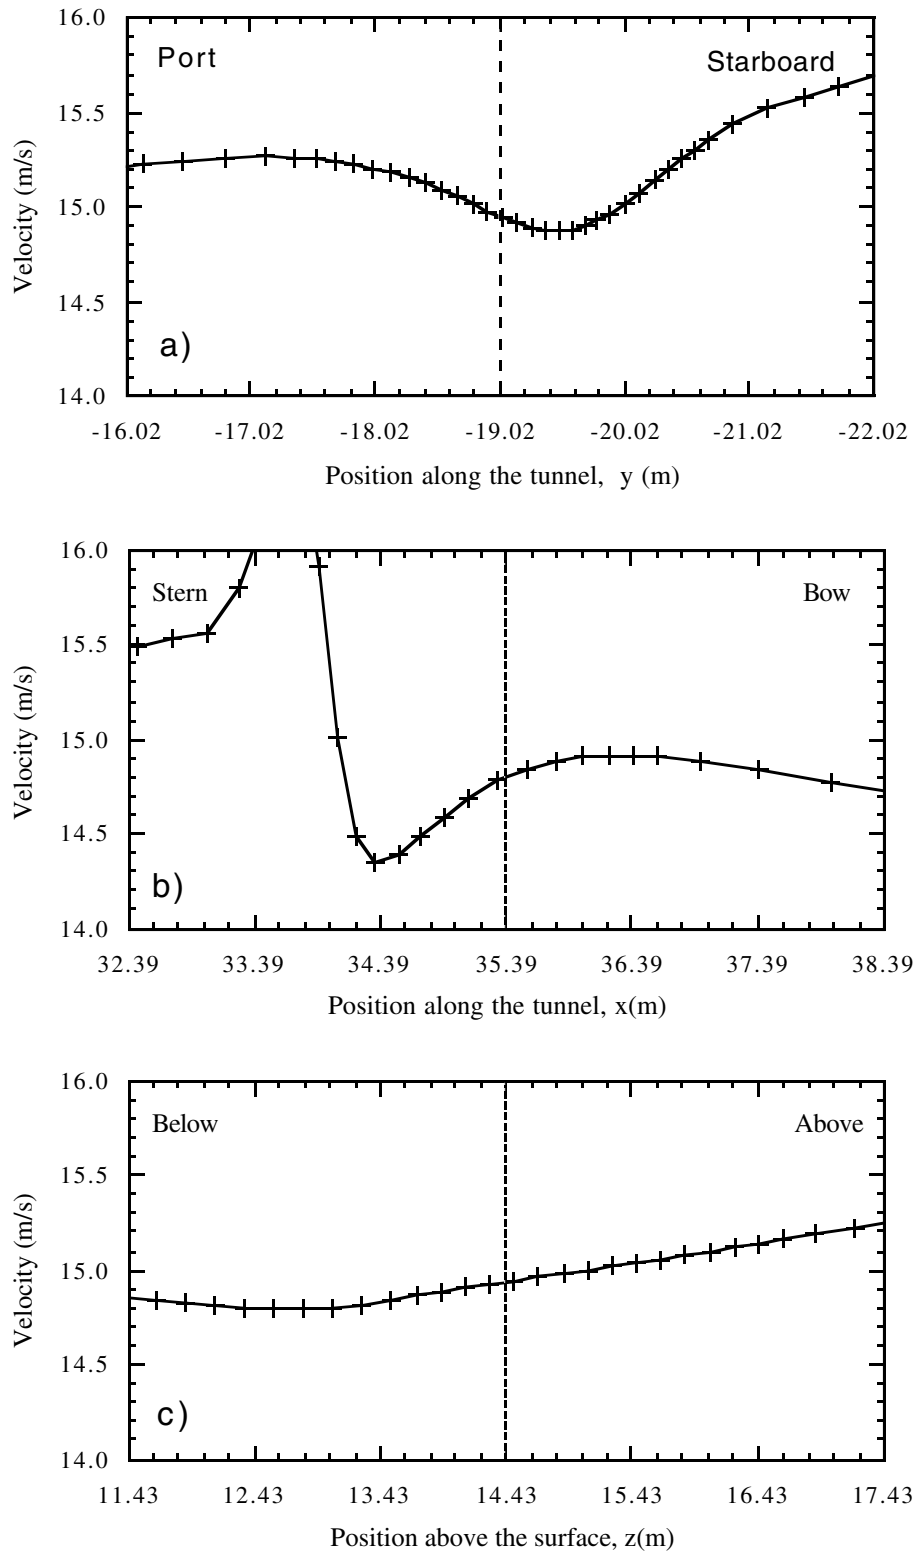 16.0
Port
Starboard
15.5
15.0
14.5
a)
14.0
-16.02 -17.02 -18.02 -19.02 -20.02 -21.02 -22.02
Velocity (m/s)
Position along the tunnel, y (m)
16.0
Stern
Bow
15.5
15.0
14.5
b)
14.0
32.39 33.39 34.39 35.39 36.39 37.39 38.39
Velocity (m/s)
Position along the tunnel, x(m)
16.0
Below
Above
15.5
15.0
14.5
c)
14.0
11.43 12.43 13.43 14.43 15.43 16.43 17.43
Velocity (m/s)
Position above the surface, z(m)